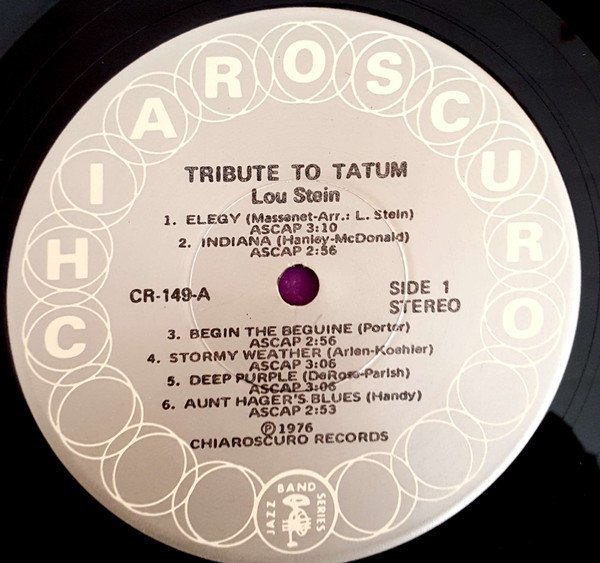 CHIAROSCURO
TRIBUTE TO TATUM
Lou Stein
1. ELEGY (Massenet-Arr.: L. Stein)
ASCAP 3:10
2. INDIANA (Hanley-McDonald)
ASCAP 2:56
CR-149-A
SIDE 1
STEREO
3. BEGIN THE BEGUINE (Porter)
ASCAP 2:56
4. STORMY WEATHER (Arlen-Koehler)
ASCAP 3:06
5. DEEP PURPLE (DeRose-Parish)
ASCAP 3:06
6. AUNT HAGER'S BLUES (Handy)
ASCAP 2:53
℗ 1976
CHIAROSCURO RECORDS
JAZZ BAND SERIES